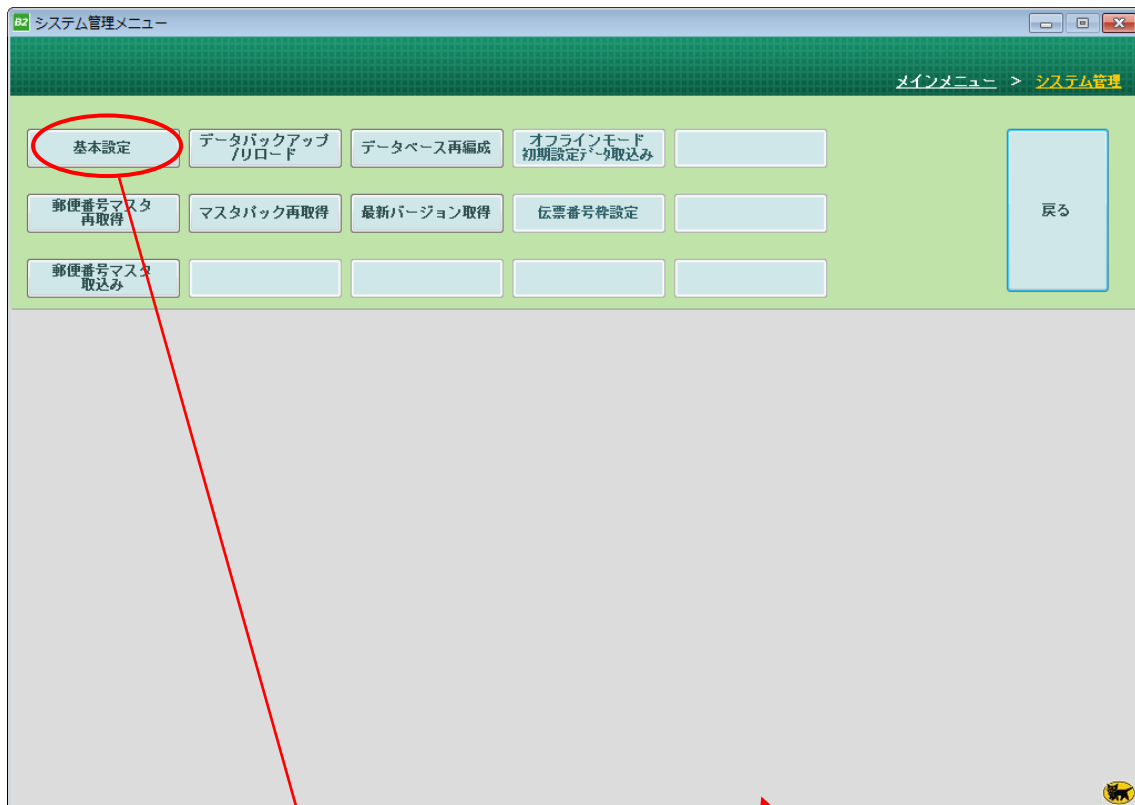 B2 システム管理メニュー
メインメニュー > システム管理
基本設定
データバックアップ
/リロード
データベース再編成
オフラインモード
初期設定ﾃﾞｰﾀ取込み
郵便番号マスタ
再取得
マスタパック再取得
最新バージョン取得
伝票番号枠設定
戻る
郵便番号マスタ
取込み